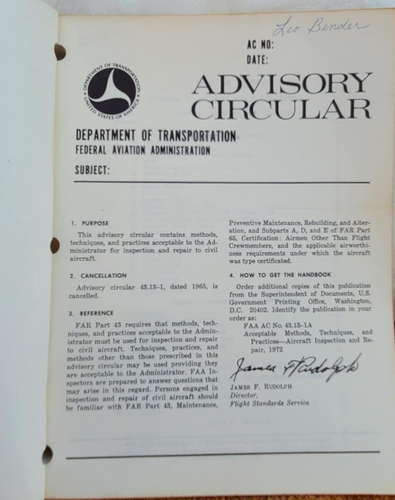 Leo Bender
AC NO:
DATE:
DEPARTMENT OF TRANSPORTATION
UNITED STATES OF AMERICA
ADVISORY
CIRCULAR
DEPARTMENT OF TRANSPORTATION
FEDERAL AVIATION ADMINISTRATION
SUBJECT:
1. PURPOSE
This advisory circular contains methods,
techniques, and practices acceptable to the Ad-
ministrator for inspection and repair to civil
aircraft.
2. CANCELLATION
Advisory circular 43.13-1, dated 1965, is
cancelled.
3. REFERENCE
FAR Part 43 requires that methods, tech-
niques, and practices acceptable to the Admin-
istrator must be used for inspection and repair
to civil aircraft. Techniques, practices, and
methods other than those prescribed in this
advisory circular may be used providing they
are acceptable to the Administrator. FAA In-
spectors are prepared to answer questions that
may arise in this regard. Persons engaged in
inspection and repair of civil aircraft should
be familiar with FAR Part 43, Maintenance,
Preventive Maintenance, Rebuilding, and Alter-
ation, and Subparts A, D, and E of FAR Part
65, Certification: Airmen Other Than Flight
Crewmembers, and the applicable airworthi-
ness requirements under which the aircraft
was type certificated.
4. HOW TO GET THE HANDBOOK
Order additional copies of this publication
from the Superintendent of Documents, U.S.
Government Printing Office, Washington,
D.C. 20402. Identify the publication in your
order as:
FAA AC No. 43.13-1A
Acceptable Methods, Techniques, and
Practices—Aircraft Inspection and Re-
pair, 1972
James F Rudolph
JAMES F. RUDOLPH
Director,
Flight Standards Service